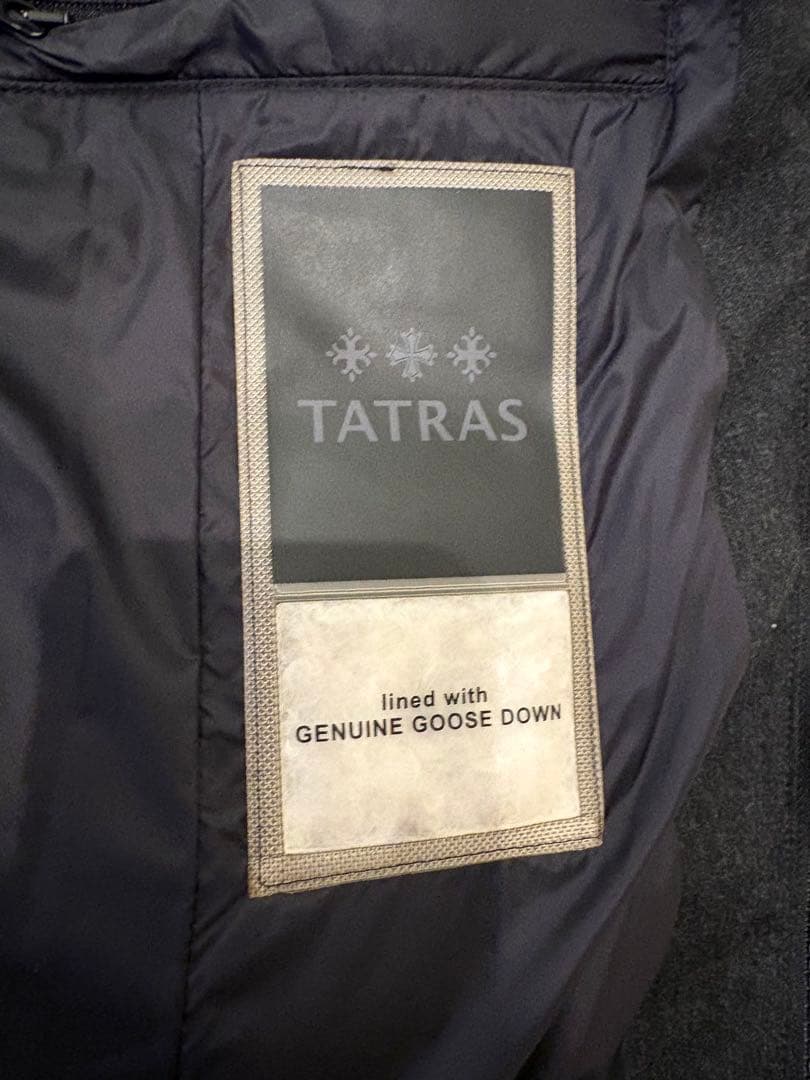 TATRAS
lined with
GENUINE GOOSE DOWN